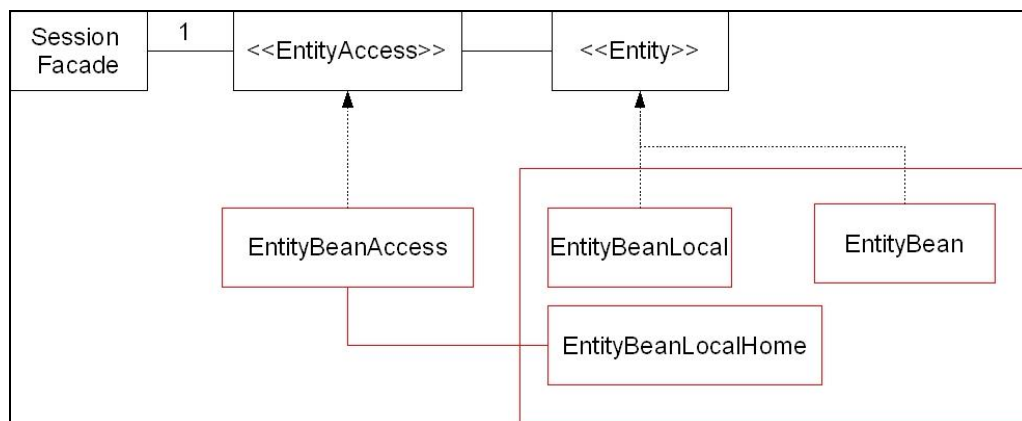 Session
Facade
1
<<EntityAccess>>
<<Entity>>
EntityBeanAccess
EntityBeanLocal
EntityBean
EntityBeanLocalHome